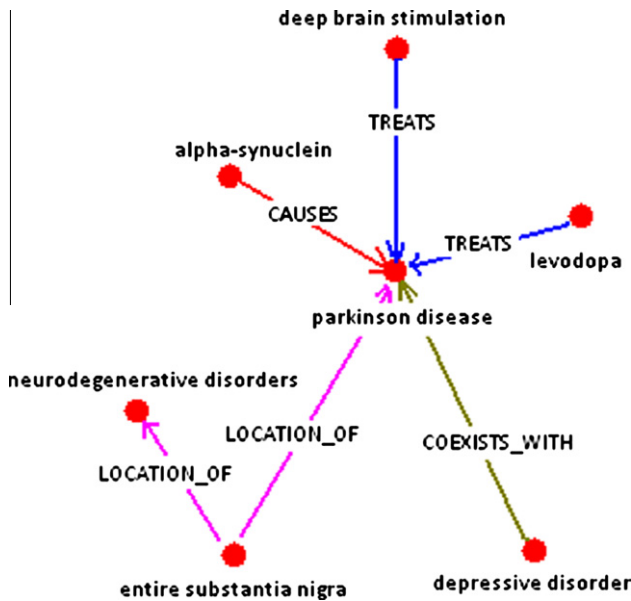 deep brain stimulation
TREATS
alpha-synuclein
CAUSES
TREATS
levodopa
parkinson disease
neurodegenerative disorders
LOCATION_OF
COEXISTS_WITH
LOCATION_OF
entire substantia nigra
depressive disorder